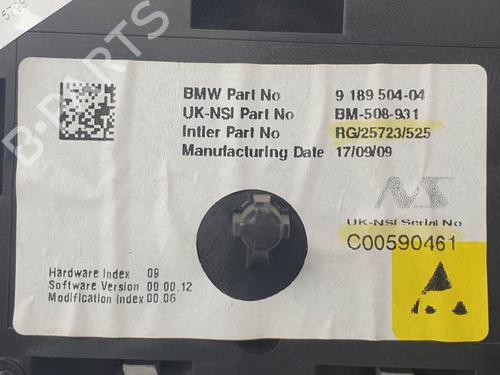 5798
BMW Part No 9 189 504-04
UK-NSI Part No BM-508-931
Intier Part No RG/25723/525
Manufacturing Date 17/09/09
NS
UK-NSI Serial No
C00590461
Hardware Index 09
Software Version 00.00.12
Modification Index 00.06
B-PARTS